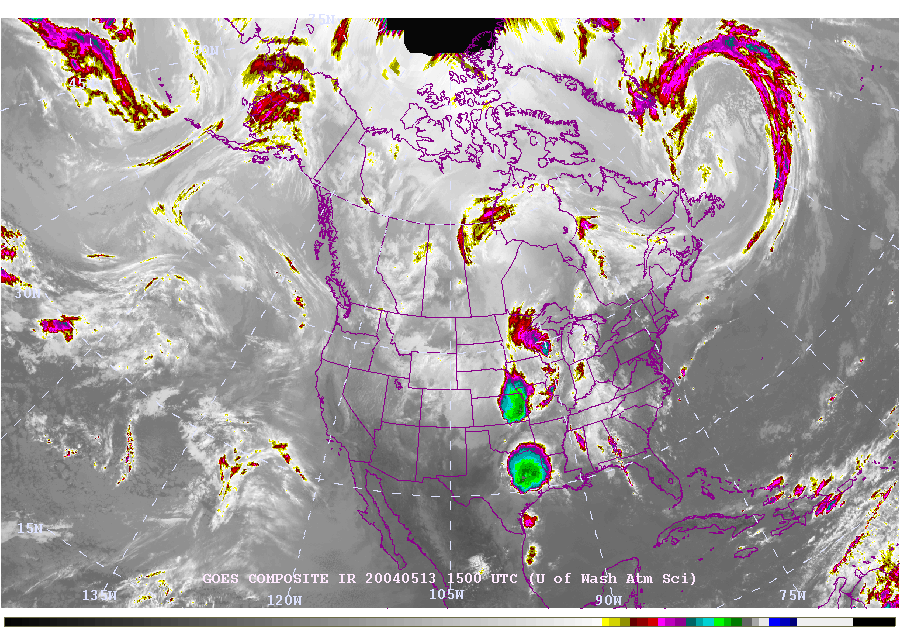 75N
30N
15N
GOES COMPOSITE IR 20040513 1500 UTC (U of Wash Atm Sci)
135W 120W 105W 90W 75W